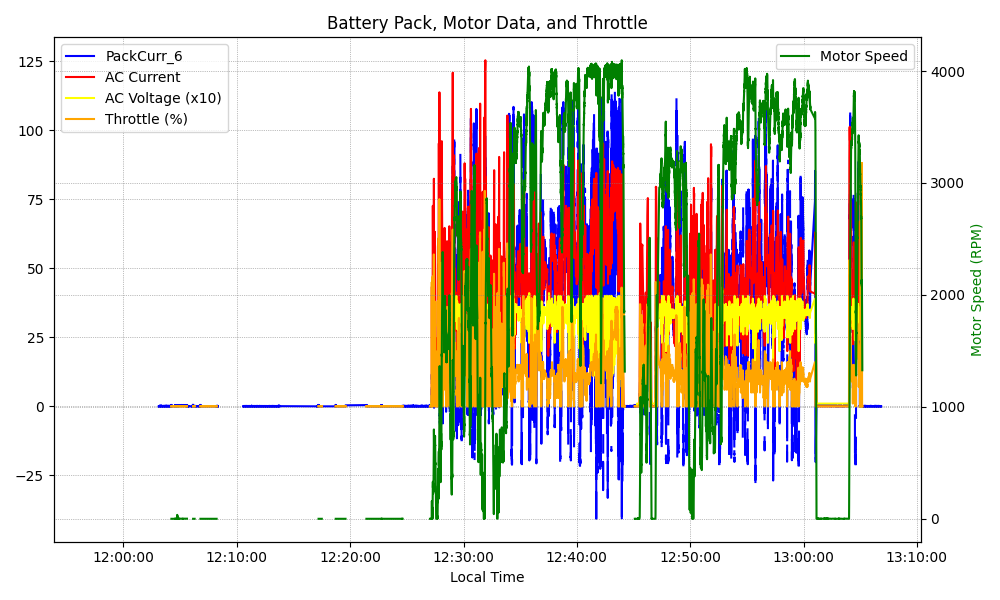 Battery Pack, Motor Data, and Throttle
PackCurr_6
AC Current
AC Voltage (x10)
Throttle (%)
Motor Speed
125
100
75
50
25
0
−25
4000
3000
2000
1000
0
Motor Speed (RPM)
12:00:00
12:10:00
12:20:00
12:30:00
12:40:00
12:50:00
13:00:00
13:10:00
Local Time